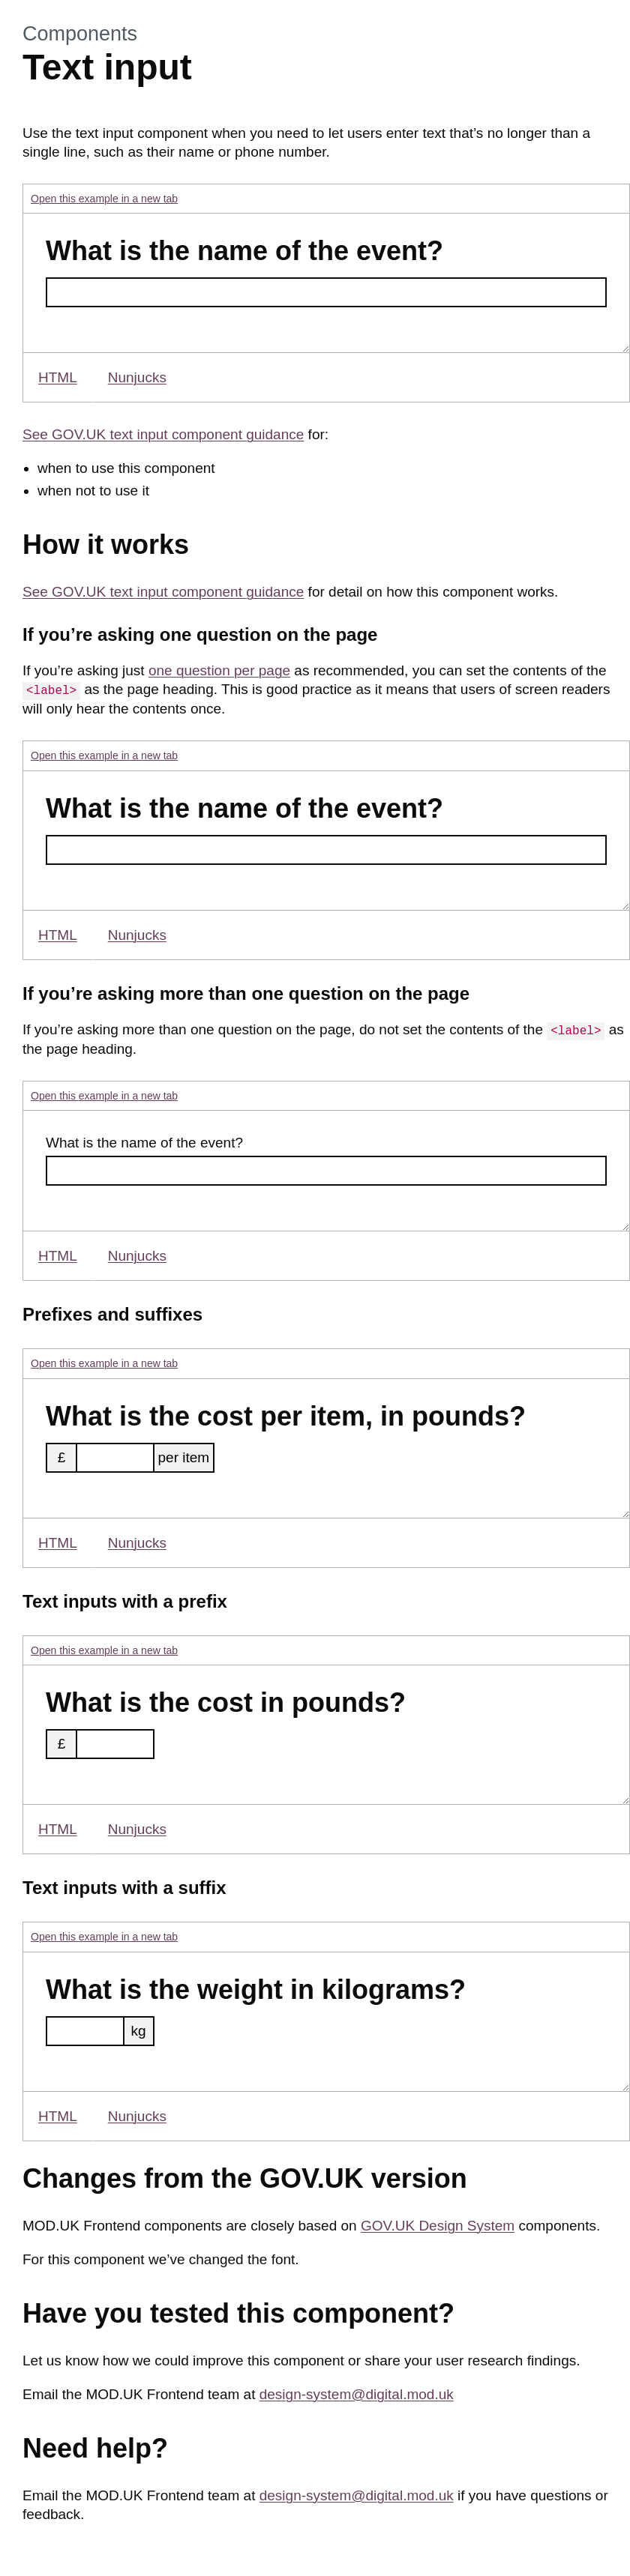 Components
Text input
Use the text input component when you need to let users enter text that’s no longer than a
single line, such as their name or phone number.
Open this example in a new tab
What is the name of the event?
HTML Nunjucks
See GOV.UK text input component guidance for:
• when to use this component
• when not to use it
How it works
See GOV.UK text input component guidance for detail on how this component works.
If you’re asking one question on the page
If you’re asking just one question per page as recommended, you can set the contents of the
<label> as the page heading. This is good practice as it means that users of screen readers
will only hear the contents once.
Open this example in a new tab
What is the name of the event?
HTML Nunjucks
If you’re asking more than one question on the page
If you’re asking more than one question on the page, do not set the contents of the <label> as
the page heading.
Open this example in a new tab
What is the name of the event?
HTML Nunjucks
Prefixes and suffixes
Open this example in a new tab
What is the cost per item, in pounds?
£ per item
HTML Nunjucks
Text inputs with a prefix
Open this example in a new tab
What is the cost in pounds?
£
HTML Nunjucks
Text inputs with a suffix
Open this example in a new tab
What is the weight in kilograms?
kg
HTML Nunjucks
Changes from the GOV.UK version
MOD.UK Frontend components are closely based on GOV.UK Design System components.
For this component we’ve changed the font.
Have you tested this component?
Let us know how we could improve this component or share your user research findings.
Email the MOD.UK Frontend team at design-system@digital.mod.uk
Need help?
Email the MOD.UK Frontend team at design-system@digital.mod.uk if you have questions or
feedback.